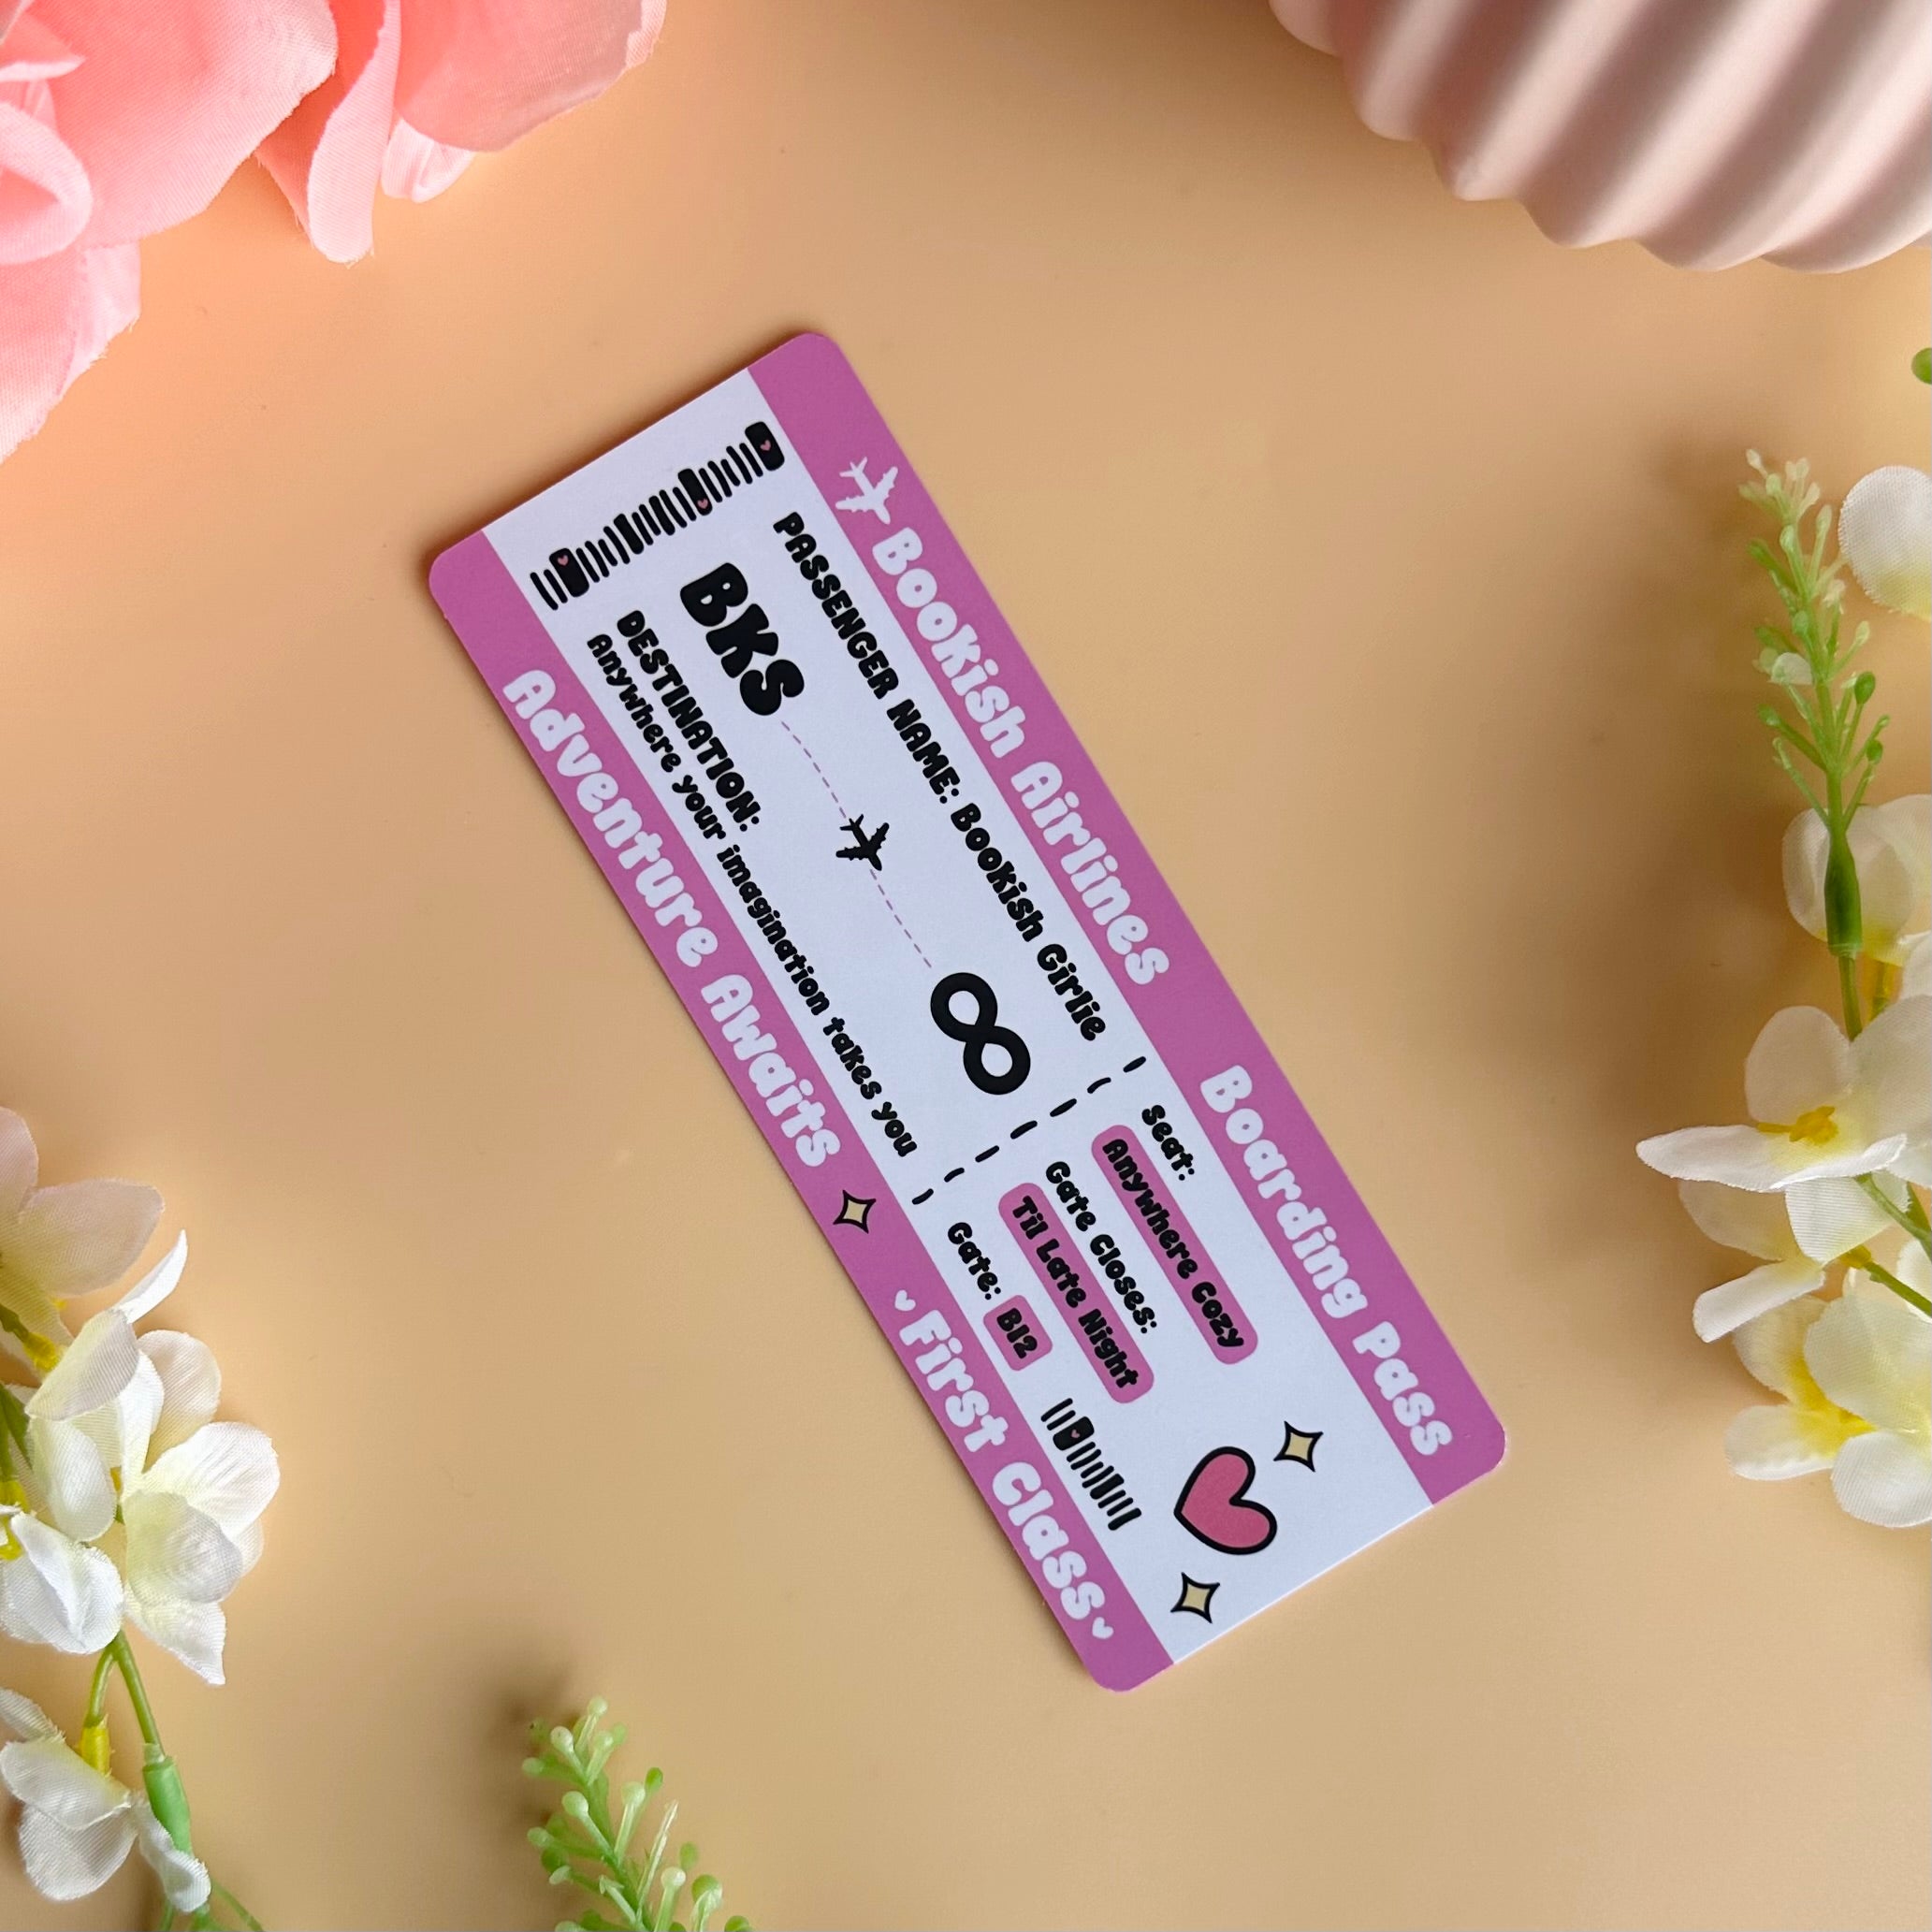 Bookish Airlines
Boarding Pass
PASSENGER NAME: Bookish Girlie
BKS
∞
DESTINATION:
Anywhere your imagination takes you
Seat:
Anywhere Cozy
Gate Closes:
Til Late Night
Gate: B12
Adventure Awaits
First Class